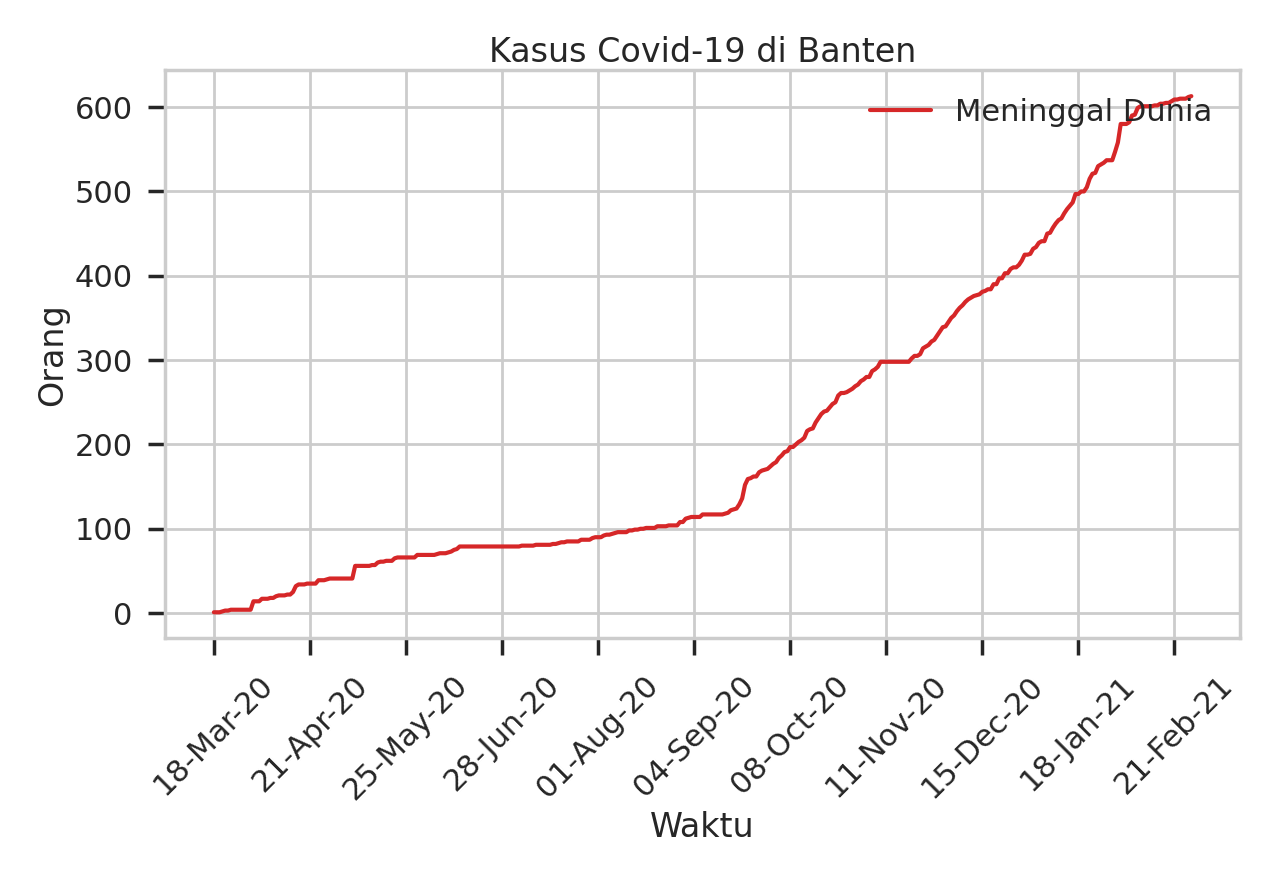 Kasus Covid-19 di Banten
Meninggal Dunia
600
500
400
300
200
100
0
Orang
18-Mar-20
21-Apr-20
25-May-20
28-Jun-20
01-Aug-20
04-Sep-20
08-Oct-20
11-Nov-20
15-Dec-20
18-Jan-21
21-Feb-21
Waktu